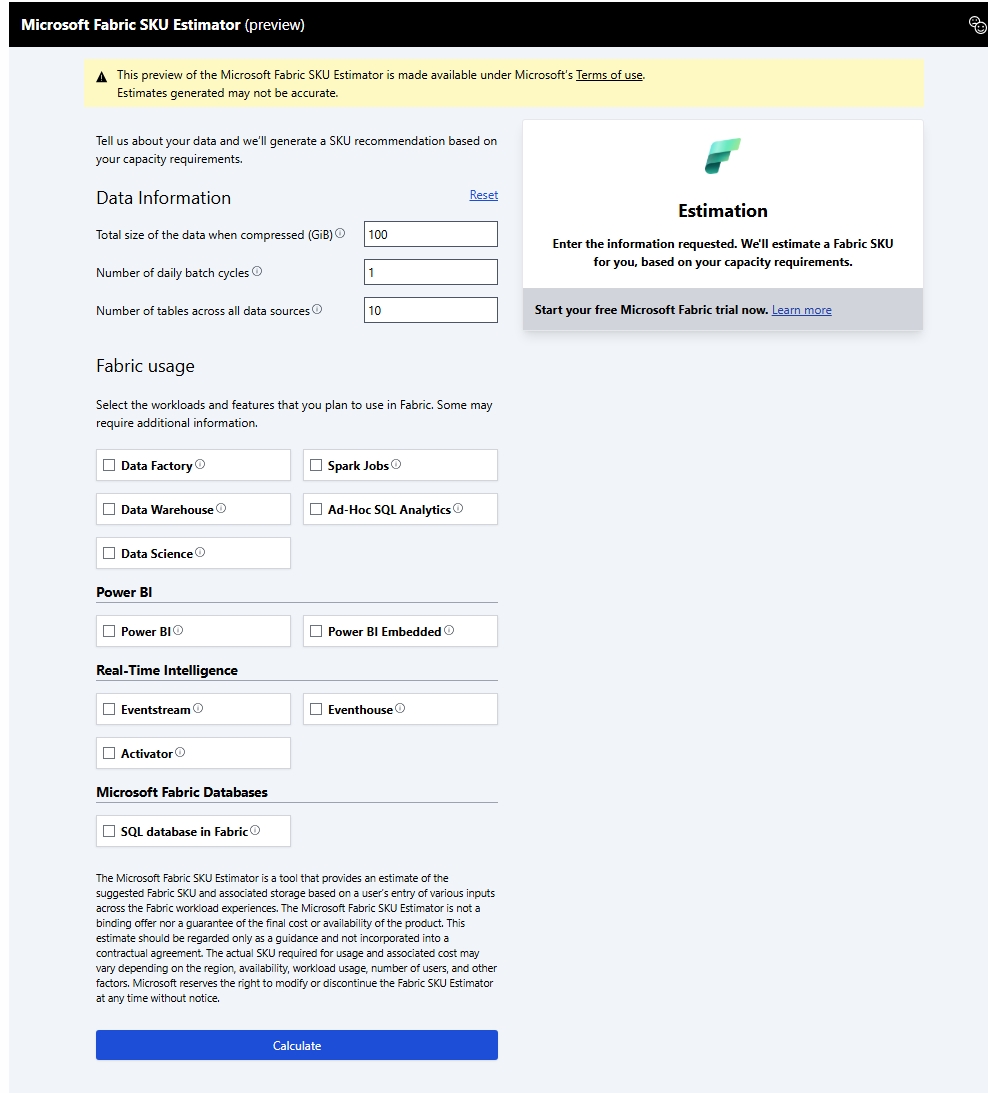 Microsoft Fabric SKU Estimator (preview)
This preview of the Microsoft Fabric SKU Estimator is made available under Microsoft's Terms of use.
Estimates generated may not be accurate.
Tell us about your data and we'll generate a SKU recommendation based on
your capacity requirements.
Data Information
Reset
Total size of the data when compressed (GiB)
100
Number of daily batch cycles
1
Number of tables across all data sources
10
Estimation
Enter the information requested. We'll estimate a Fabric SKU
for you, based on your capacity requirements.
Start your free Microsoft Fabric trial now. Learn more
Fabric usage
Select the workloads and features that you plan to use in Fabric. Some may
require additional information.
Data Factory
Spark Jobs
Data Warehouse
Ad-Hoc SQL Analytics
Data Science
Power BI
Power BI
Power BI Embedded
Real-Time Intelligence
Eventstream
Eventhouse
Activator
Microsoft Fabric Databases
SQL database in Fabric
The Microsoft Fabric SKU Estimator is a tool that provides an estimate of the
suggested Fabric SKU and associated storage based on a user's entry of various inputs
across the Fabric workload experiences. The Microsoft Fabric SKU Estimator is not a
binding offer nor a guarantee of the final cost or availability of the product. This
estimate should be regarded only as a guidance and not incorporated into a
contractual agreement. The actual SKU required for usage and associated cost may
vary depending on the region, availability, workload usage, number of users, and other
factors. Microsoft reserves the right to modify or discontinue the Fabric SKU Estimator
at any time without notice.
Calculate